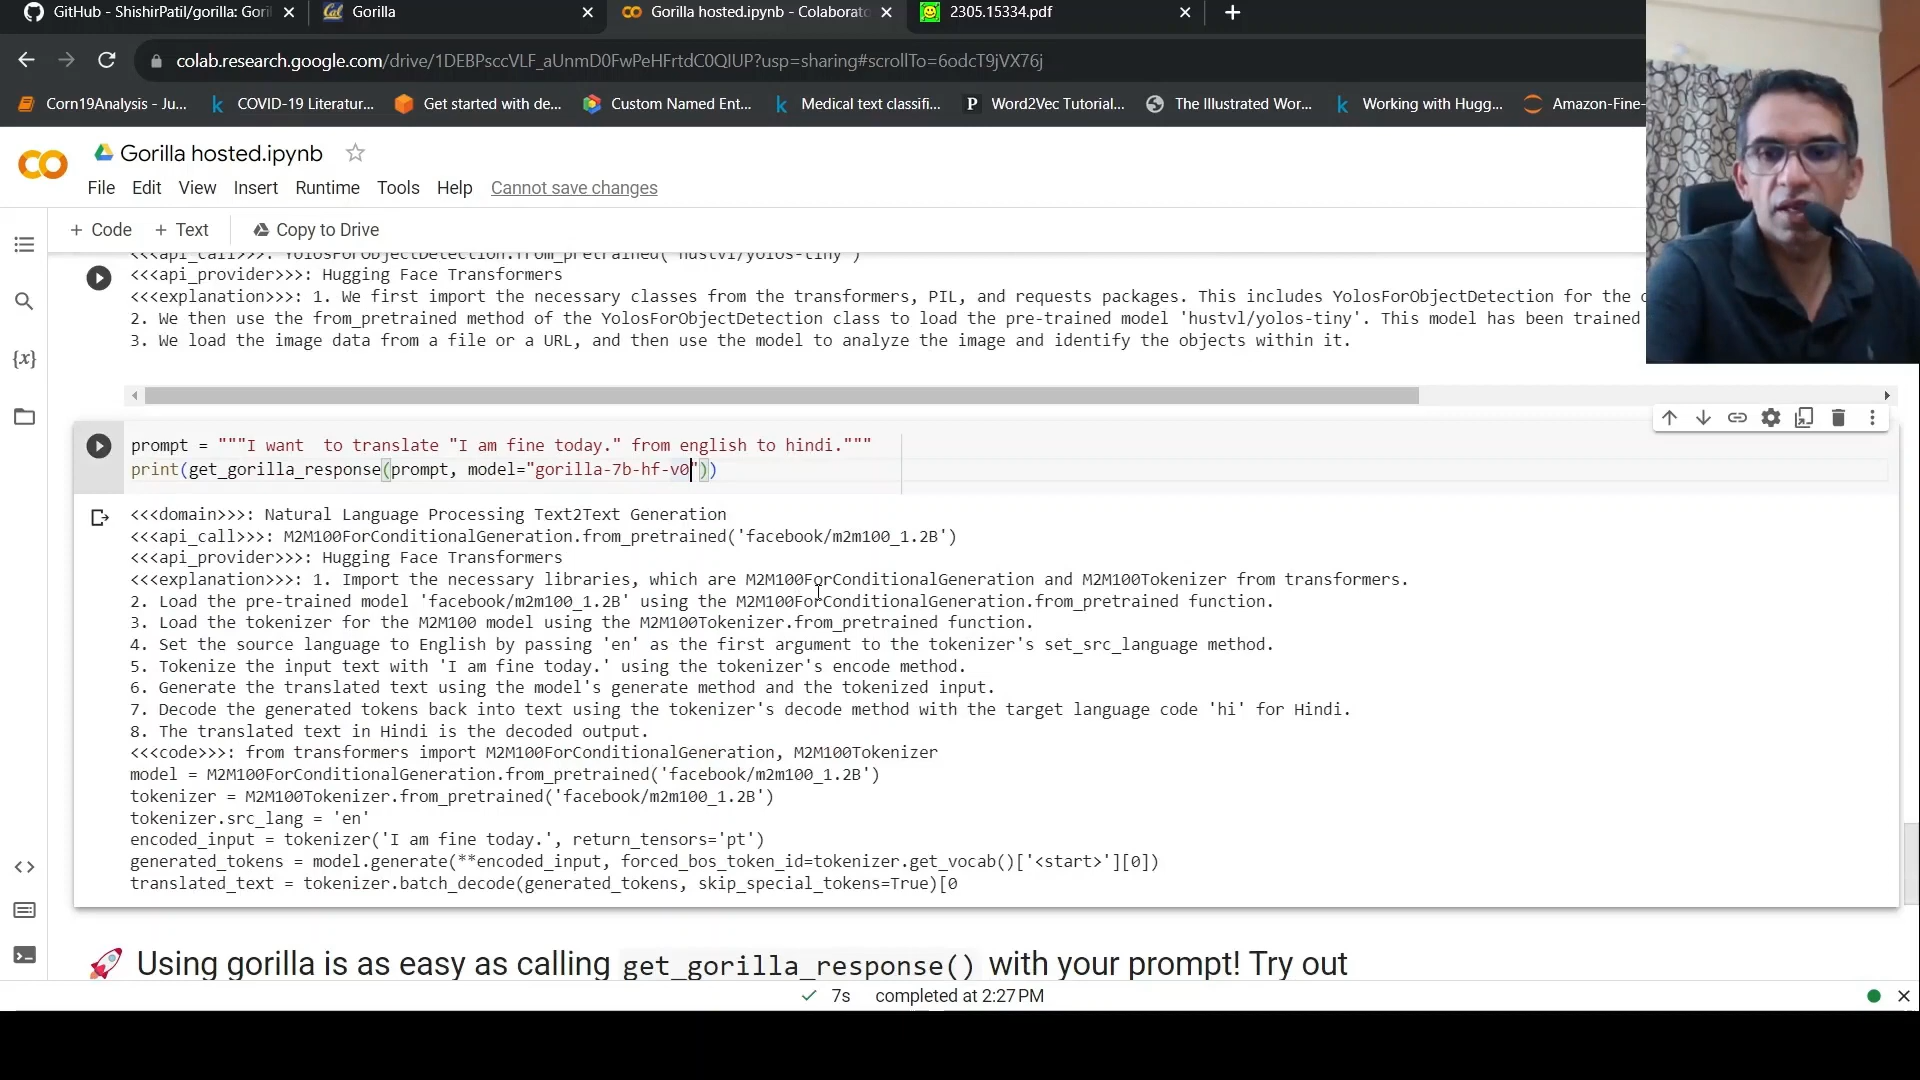 GitHub - ShishirPatil/gorilla: Gori
Gorilla
Gorilla hosted.ipynb - Colaborato
2305.15334.pdf
colab.research.google.com/drive/1DEBPsccVLF_aUnmD0FwPeHFrtdC0QlUP?usp=sharing#scrollTo=6odcT9jVX76j
Corn19Analysis - Ju...
COVID-19 Literatur...
Get started with de...
Custom Named Ent...
Medical text classifi...
Word2Vec Tutorial...
The Illustrated Wor...
Working with Hugg...
Amazon-Fine-
Gorilla hosted.ipynb
File Edit View Insert Runtime Tools Help Cannot save changes
+ Code + Text Copy to Drive
<<<api_call>>>: YolosForObjectDetection.from_pretrained('hustvl/yolos-tiny')
<<<api_provider>>>: Hugging Face Transformers
<<<explanation>>>: 1. We first import the necessary classes from the transformers, PIL, and requests packages. This includes YolosForObjectDetection for the
2. We then use the from_pretrained method of the YolosForObjectDetection class to load the pre-trained model 'hustvl/yolos-tiny'. This model has been trained
3. We load the image data from a file or a URL, and then use the model to analyze the image and identify the objects within it.
prompt = """I want  to translate "I am fine today." from english to hindi."""
print(get_gorilla_response(prompt, model="gorilla-7b-hf-v0"))
<<<domain>>>: Natural Language Processing Text2Text Generation
<<<api_call>>>: M2M100ForConditionalGeneration.from_pretrained('facebook/m2m100_1.2B')
<<<api_provider>>>: Hugging Face Transformers
<<<explanation>>>: 1. Import the necessary libraries, which are M2M100ForConditionalGeneration and M2M100Tokenizer from transformers.
2. Load the pre-trained model 'facebook/m2m100_1.2B' using the M2M100ForConditionalGeneration.from_pretrained function.
3. Load the tokenizer for the M2M100 model using the M2M100Tokenizer.from_pretrained function.
4. Set the source language to English by passing 'en' as the first argument to the tokenizer's set_src_language method.
5. Tokenize the input text with 'I am fine today.' using the tokenizer's encode method.
6. Generate the translated text using the model's generate method and the tokenized input.
7. Decode the generated tokens back into text using the tokenizer's decode method with the target language code 'hi' for Hindi.
8. The translated text in Hindi is the decoded output.
<<<code>>>: from transformers import M2M100ForConditionalGeneration, M2M100Tokenizer
model = M2M100ForConditionalGeneration.from_pretrained('facebook/m2m100_1.2B')
tokenizer = M2M100Tokenizer.from_pretrained('facebook/m2m100_1.2B')
tokenizer.src_lang = 'en'
encoded_input = tokenizer('I am fine today.', return_tensors='pt')
generated_tokens = model.generate(**encoded_input, forced_bos_token_id=tokenizer.get_vocab()['<start>'][0])
translated_text = tokenizer.batch_decode(generated_tokens, skip_special_tokens=True)[0
Using gorilla is as easy as calling get_gorilla_response() with your prompt! Try out
7s completed at 2:27 PM